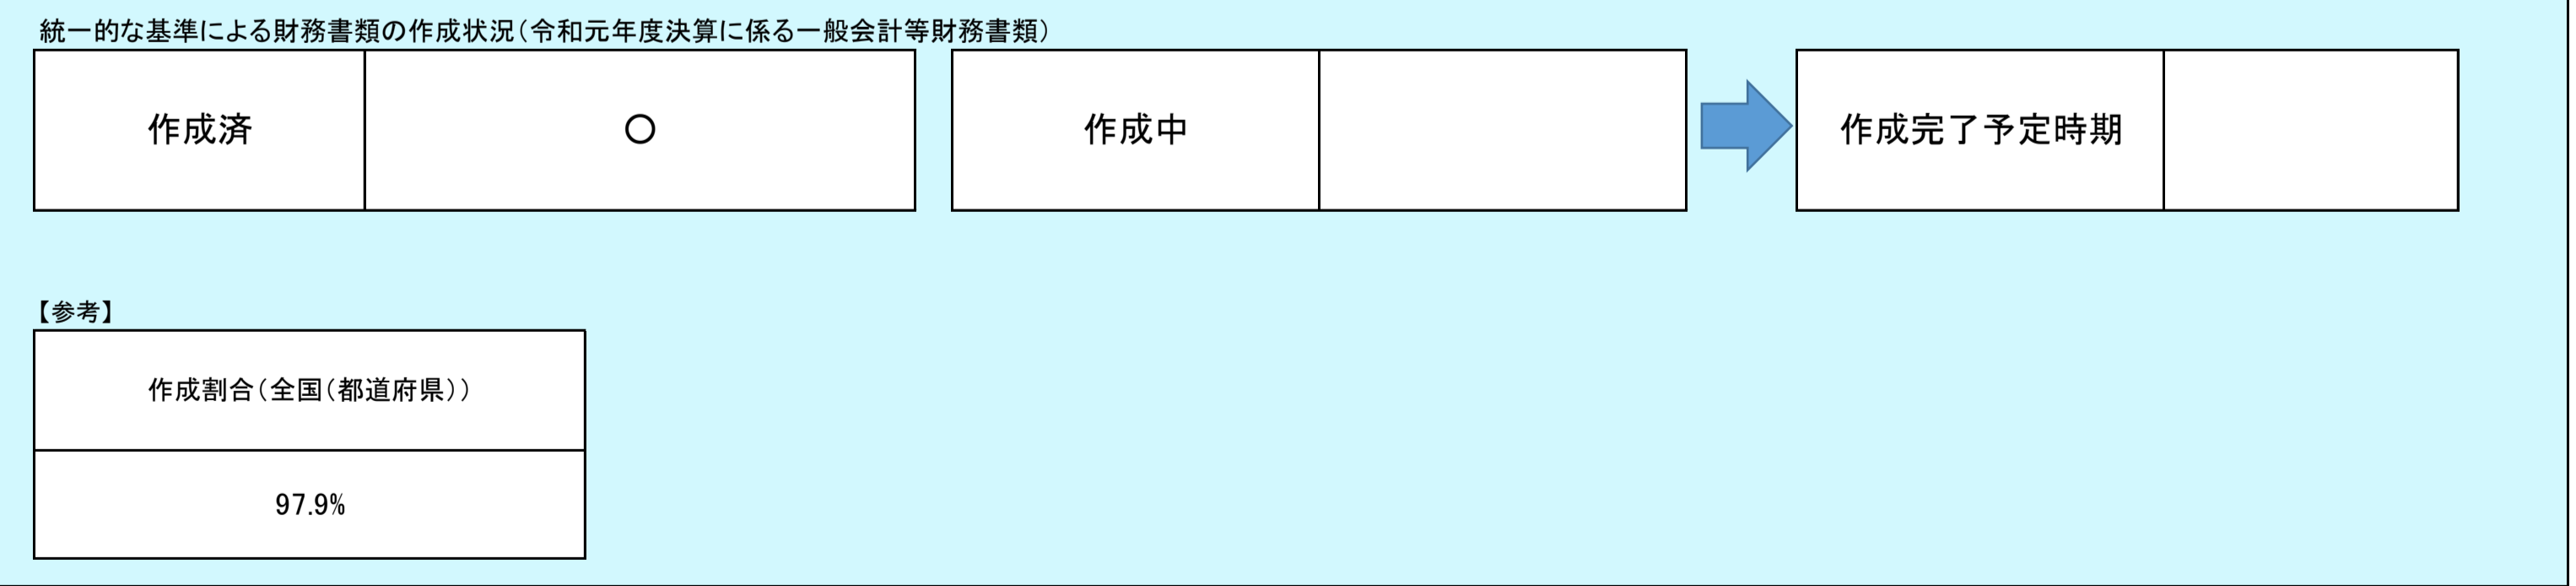 統一的な基準による財務書類の作成状況(令和元年度決算に係る一般会計等財務書類)
作成済 ○ 作成中 作成完了予定時期
【参考】
作成割合(全国(都道府県))
97.9%